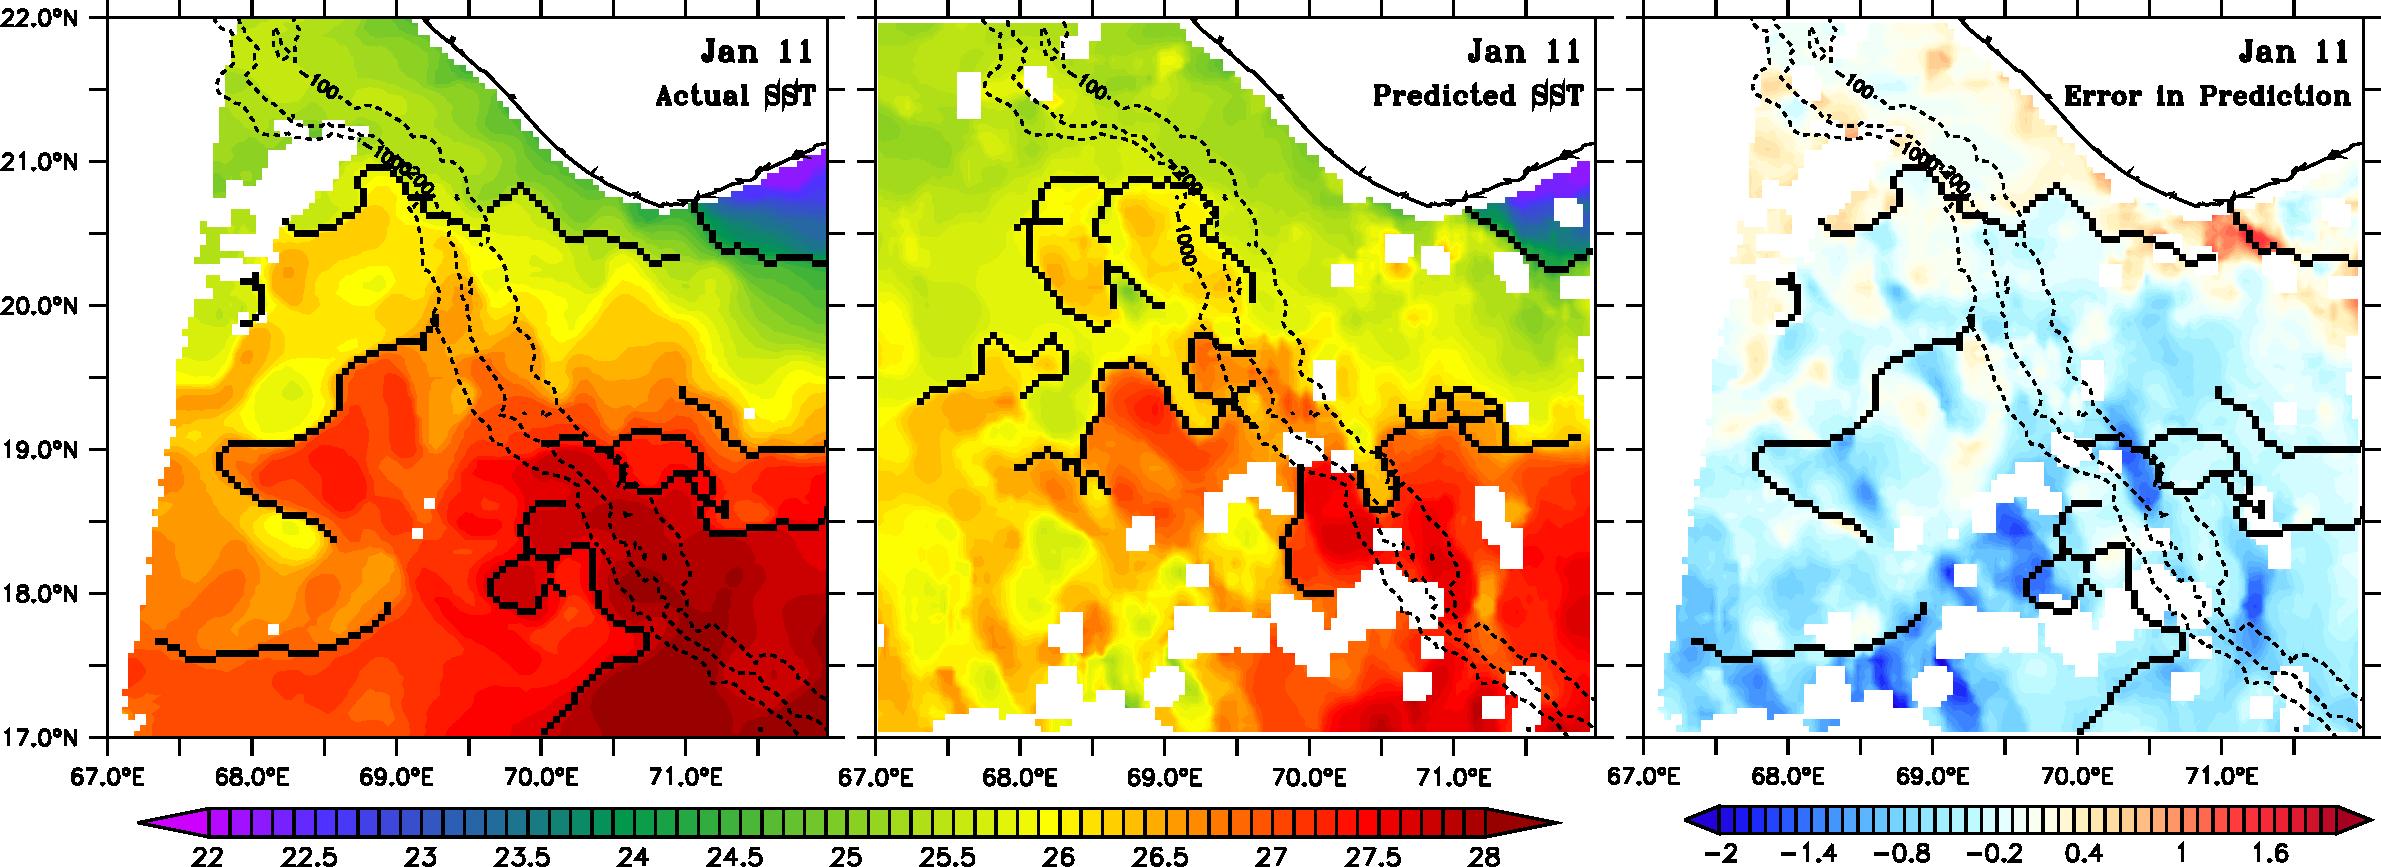 22.0°N
21.0°N
20.0°N
19.0°N
18.0°N
17.0°N
Jan 11
Actual SST
100
1000
200
67.0°E 68.0°E 69.0°E 70.0°E 71.0°E
Jan 11
Predicted SST
100
200
1000
67.0°E 68.0°E 69.0°E 70.0°E 71.0°E
Jan 11
Error in Prediction
100
1000
200
67.0°E 68.0°E 69.0°E 70.0°E 71.0°E
22 22.5 23 23.5 24 24.5 25 25.5 26 26.5 27 27.5 28
−2 −1.4 −0.8 −0.2 0.4 1 1.6